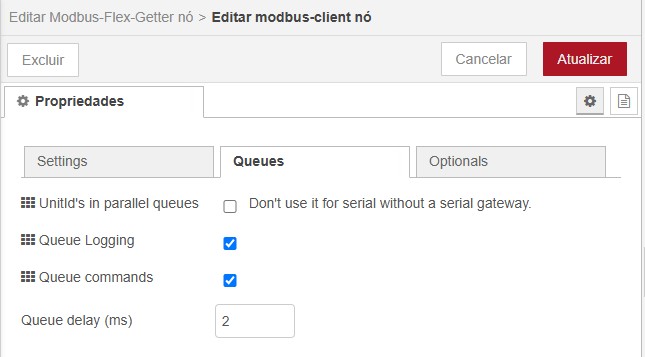 Editar Modbus-Flex-Getter nó > Editar modbus-client nó
Excluir
Cancelar
Atualizar
Propriedades
Settings
Queues
Optionals
UnitId's in parallel queues
Don't use it for serial without a serial gateway.
Queue Logging
Queue commands
Queue delay (ms)
2